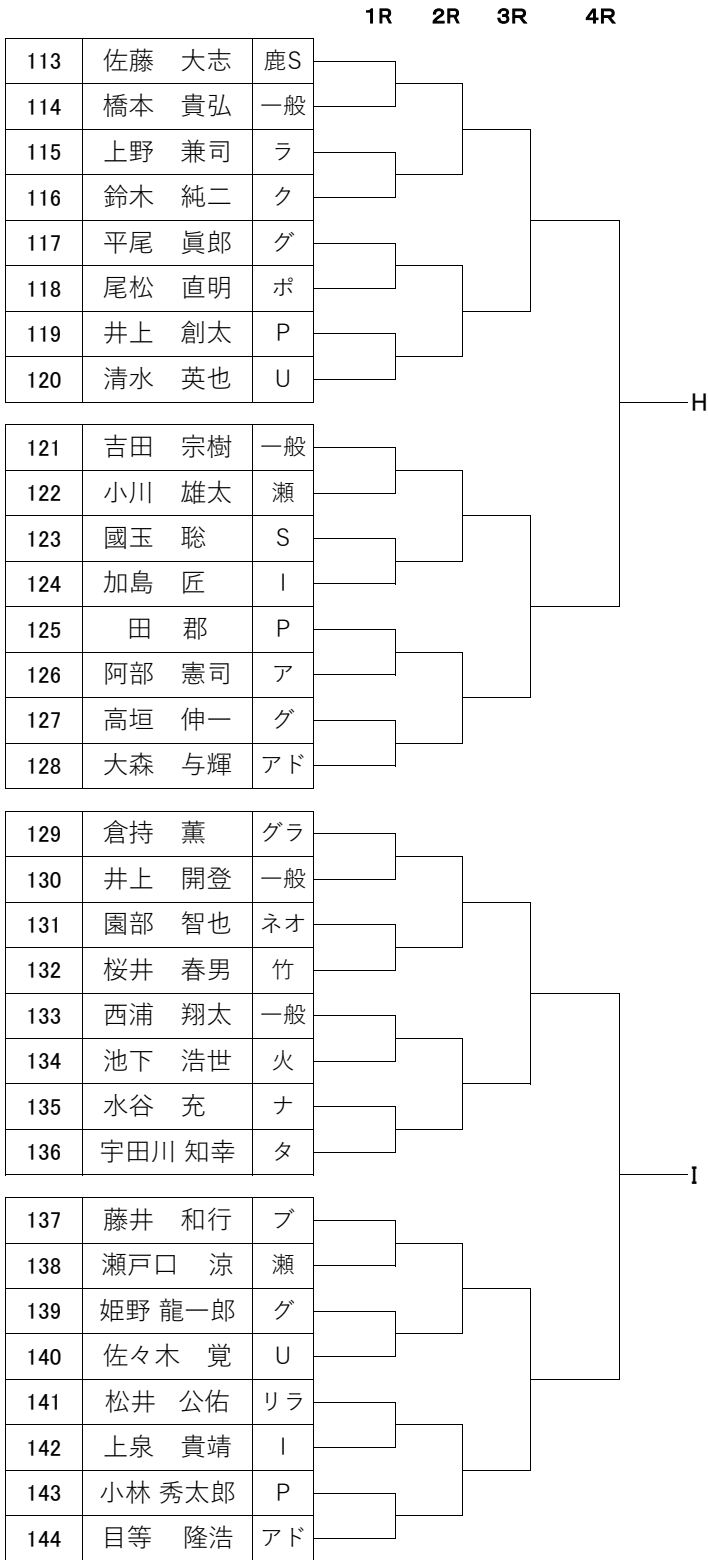 1R 2R 3R 4R
113 佐藤 大志 鹿S
114 橋本 貴弘 一般
115 上野 兼司 ラ
116 鈴木 純二 ク
117 平尾 眞郎 グ
118 尾松 直明 ポ
119 井上 創太 P
120 清水 英也 U
H
121 吉田 宗樹 一般
122 小川 雄太 瀬
123 國玉 聡 S
124 加島 匠 I
125 田 郡 P
126 阿部 憲司 ア
127 高垣 伸一 グ
128 大森 与輝 アド
129 倉持 薫 グラ
130 井上 開登 一般
131 園部 智也 ネオ
132 桜井 春男 竹
133 西浦 翔太 一般
134 池下 浩世 火
135 水谷 充 ナ
136 宇田川 知幸 タ
I
137 藤井 和行 ブ
138 瀬戸口 涼 瀬
139 姫野 龍一郎 グ
140 佐々木 覚 U
141 松井 公佑 リラ
142 上泉 貴靖 I
143 小林 秀太郎 P
144 目等 隆浩 アド